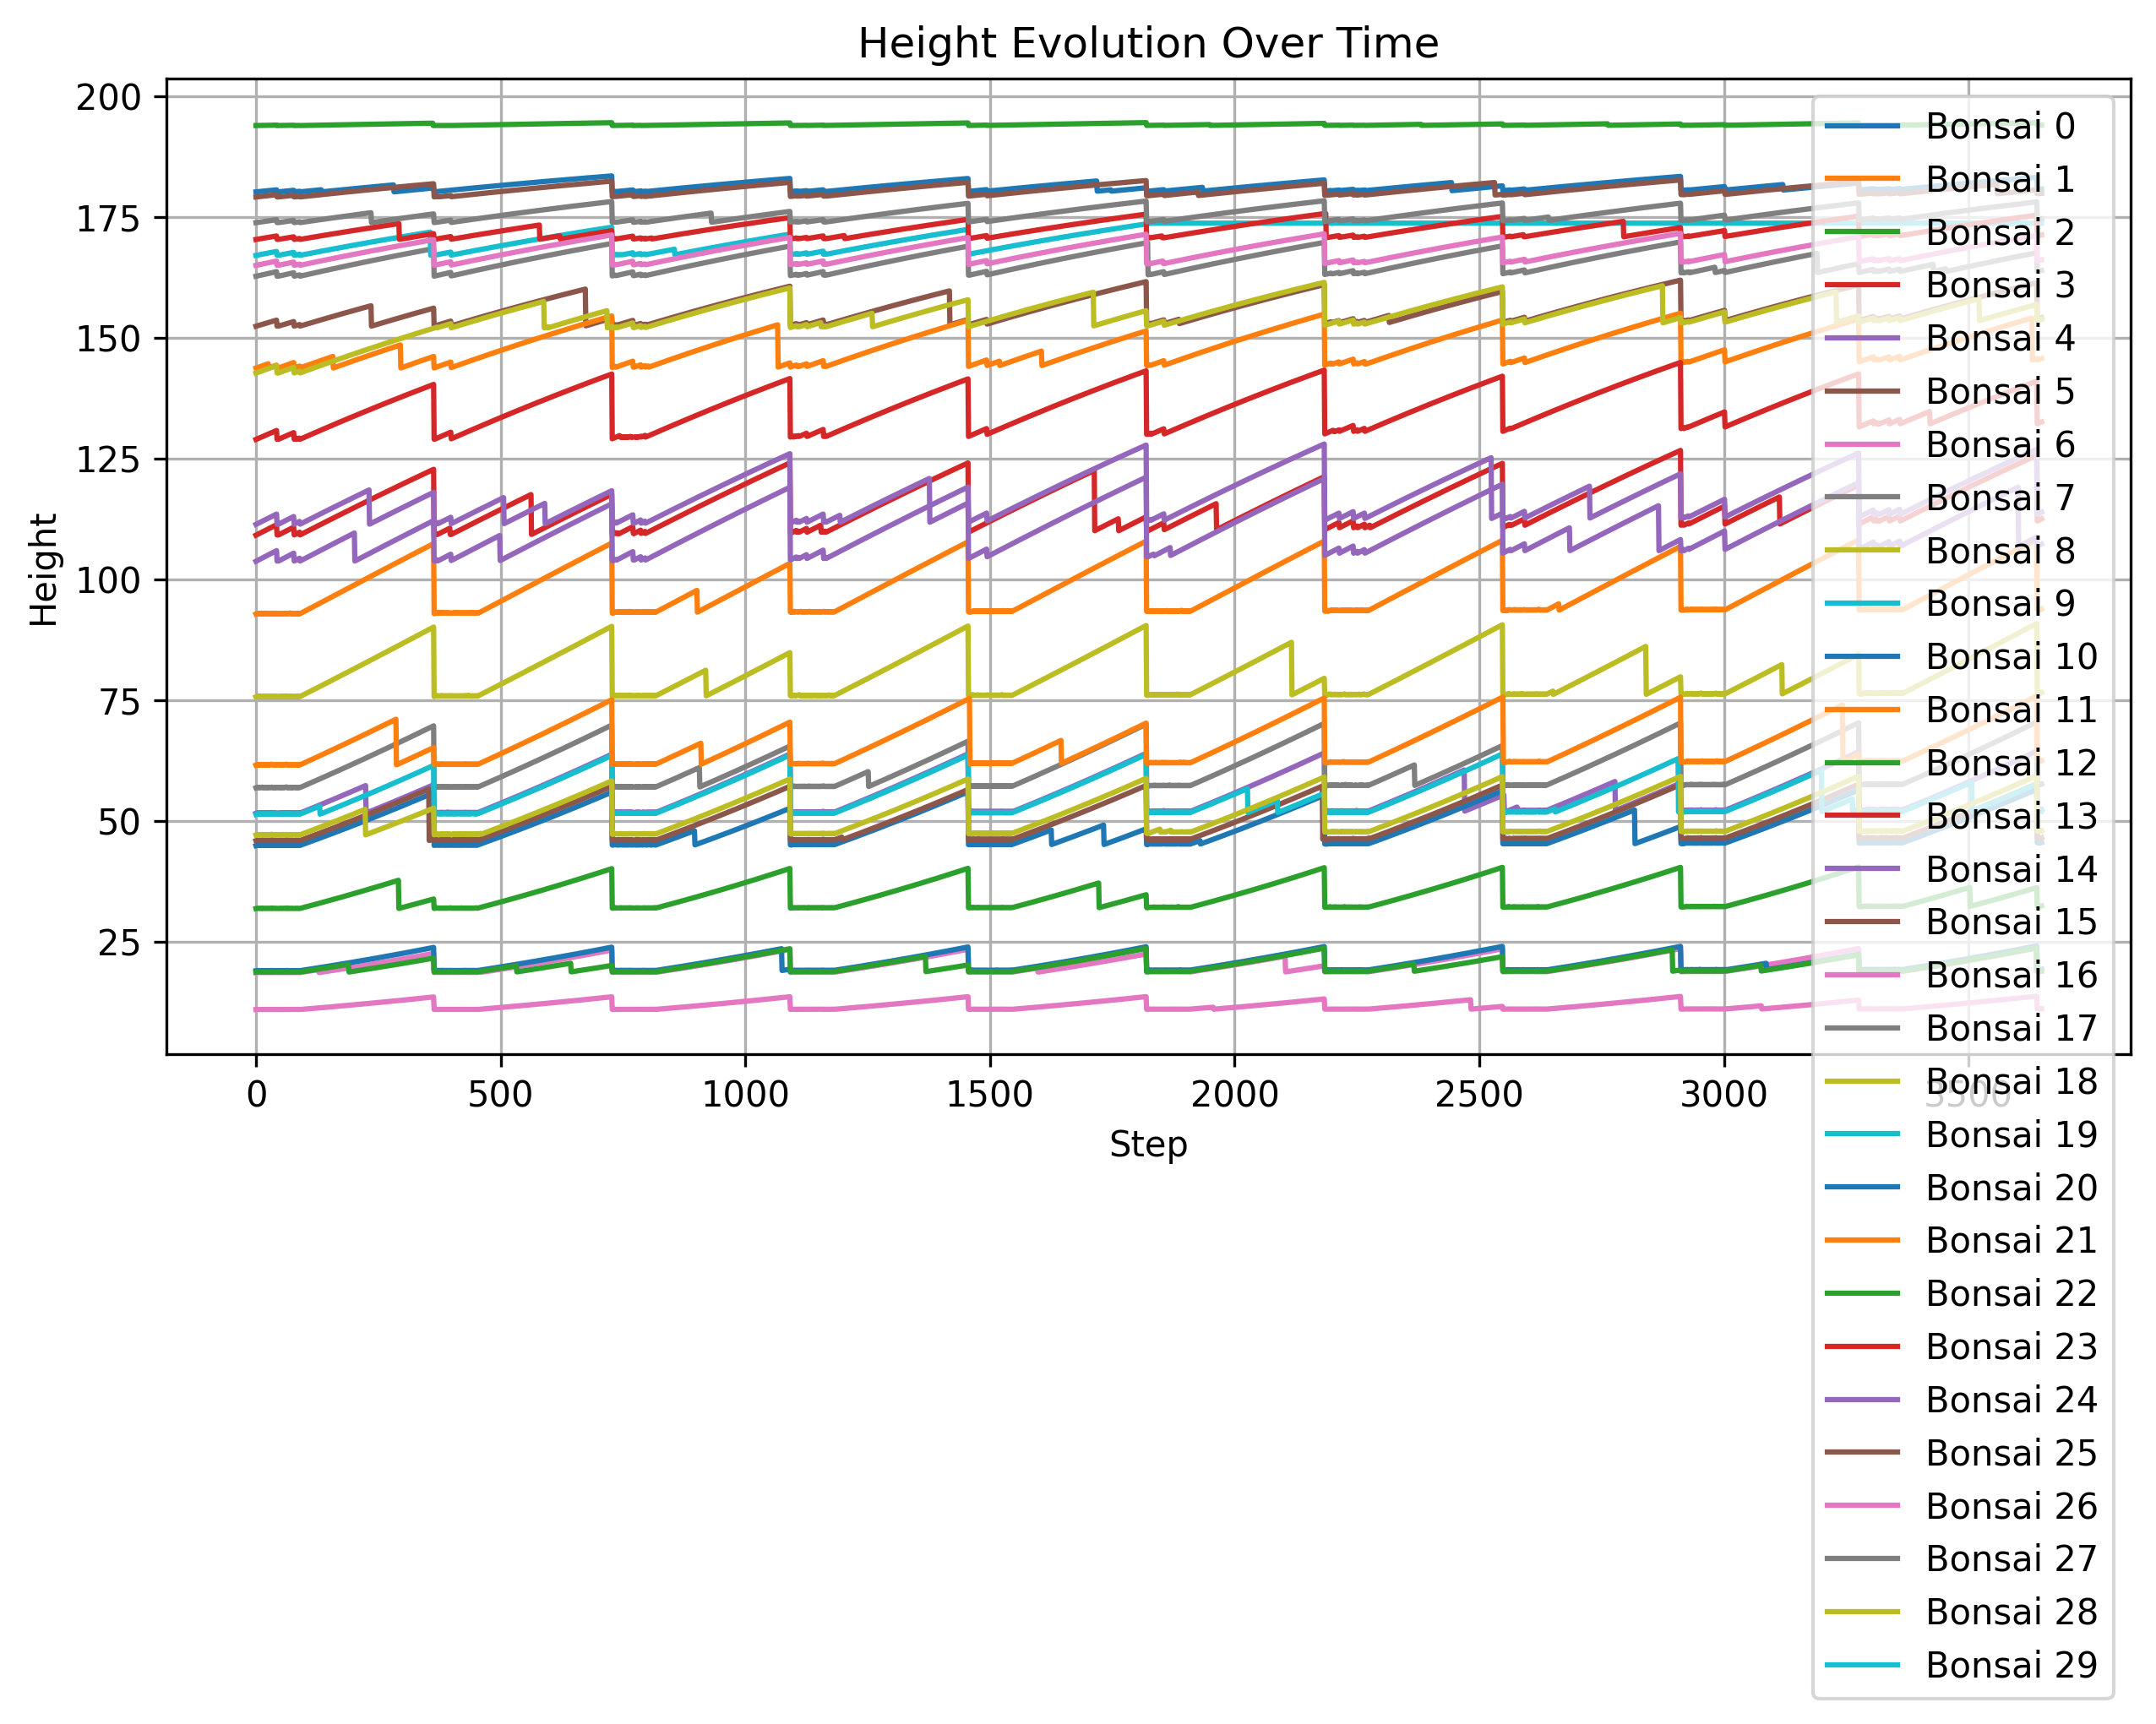 Height Evolution Over Time
200
175
150
125
100
75
50
25
Height
0
500
1000
1500
2000
2500
3000
3500
Step
Bonsai 0
Bonsai 1
Bonsai 2
Bonsai 3
Bonsai 4
Bonsai 5
Bonsai 6
Bonsai 7
Bonsai 8
Bonsai 9
Bonsai 10
Bonsai 11
Bonsai 12
Bonsai 13
Bonsai 14
Bonsai 15
Bonsai 16
Bonsai 17
Bonsai 18
Bonsai 19
Bonsai 20
Bonsai 21
Bonsai 22
Bonsai 23
Bonsai 24
Bonsai 25
Bonsai 26
Bonsai 27
Bonsai 28
Bonsai 29